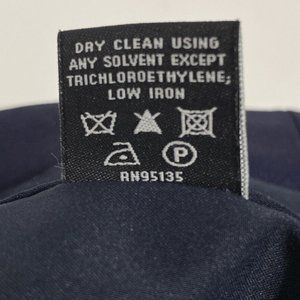 DRY CLEAN USING
ANY SOLVENT EXCEPT
TRICHLOROETHYLENE;
LOW IRON
P
RN95135